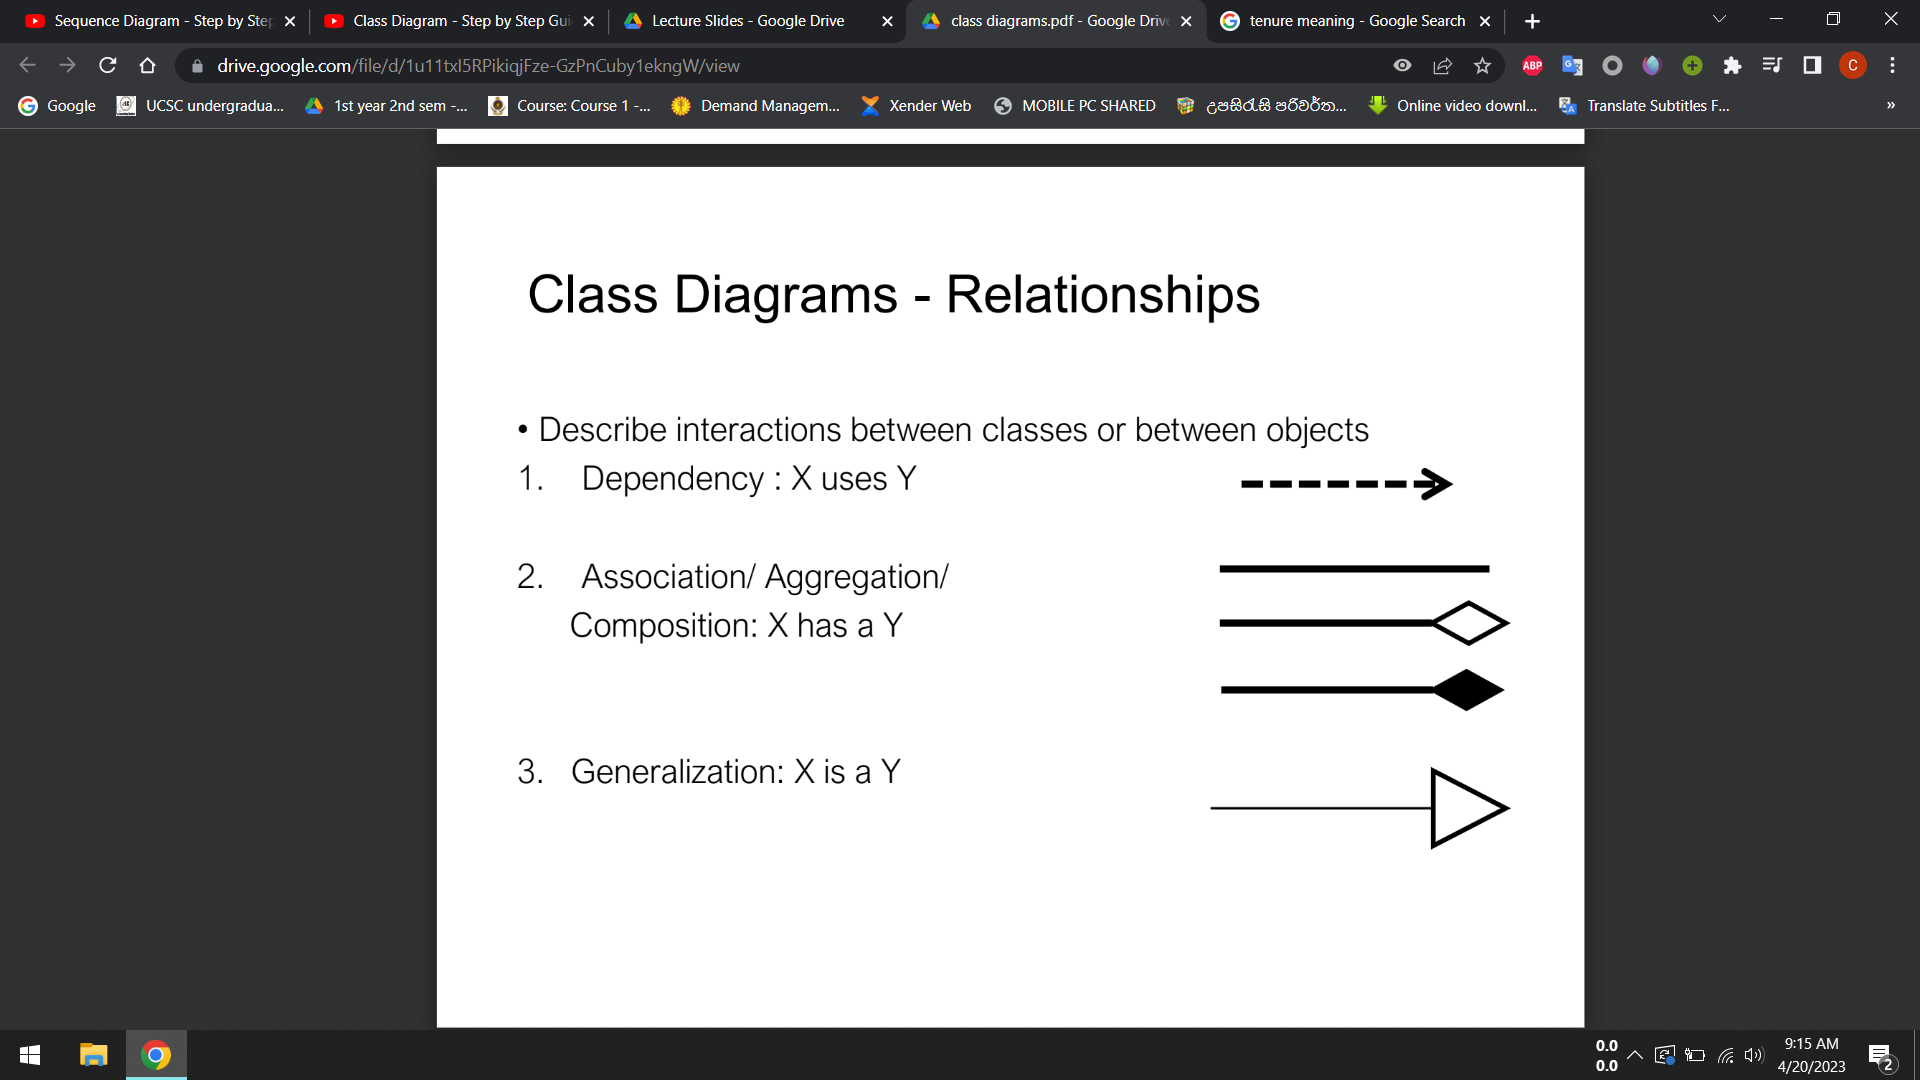 Sequence Diagram - Step by Step
Class Diagram - Step by Step Gui
Lecture Slides - Google Drive
class diagrams.pdf - Google Drive
tenure meaning - Google Search
drive.google.com/file/d/1u11txI5RPikiqjFze-GzPnCuby1ekngW/view
ABP
C
Google
UCSC undergradua...
1st year 2nd sem -...
Course: Course 1 -...
Demand Managem...
Xender Web
MOBILE PC SHARED
උපසිරැසි පරිවර්ත...
Online video downl...
Translate Subtitles F...
»
Class Diagrams - Relationships
• Describe interactions between classes or between objects
1. Dependency : X uses Y
2. Association/ Aggregation/
Composition: X has a Y
3. Generalization: X is a Y
0.0
0.0
9:15 AM
4/20/2023
2